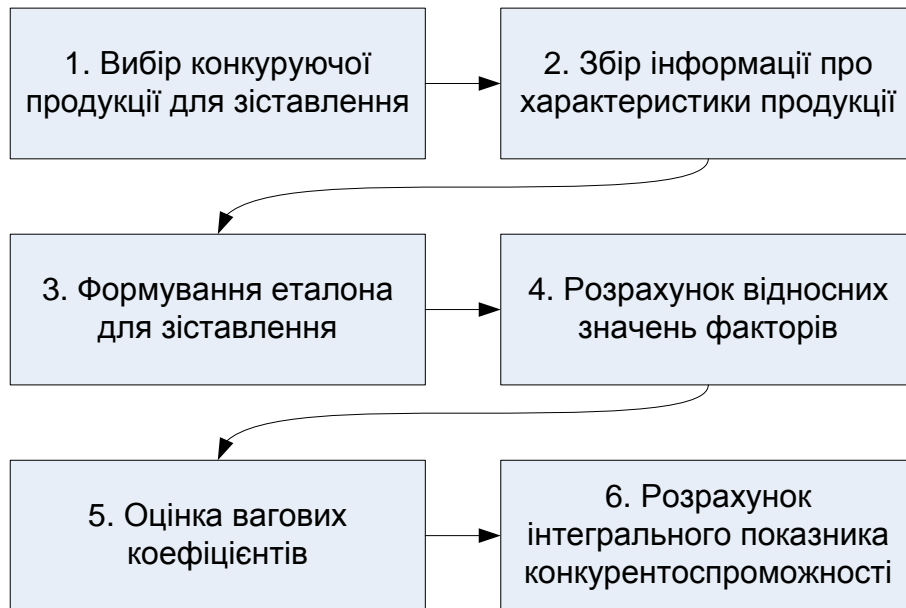 1. Вибір конкуруючої
продукції для зіставлення
2. Збір інформації про
характеристики продукції
3. Формування еталона
для зіставлення
4. Розрахунок відносних
значень факторів
5. Оцінка вагових
коефіцієнтів
6. Розрахунок
інтегрального показника
конкурентоспроможності